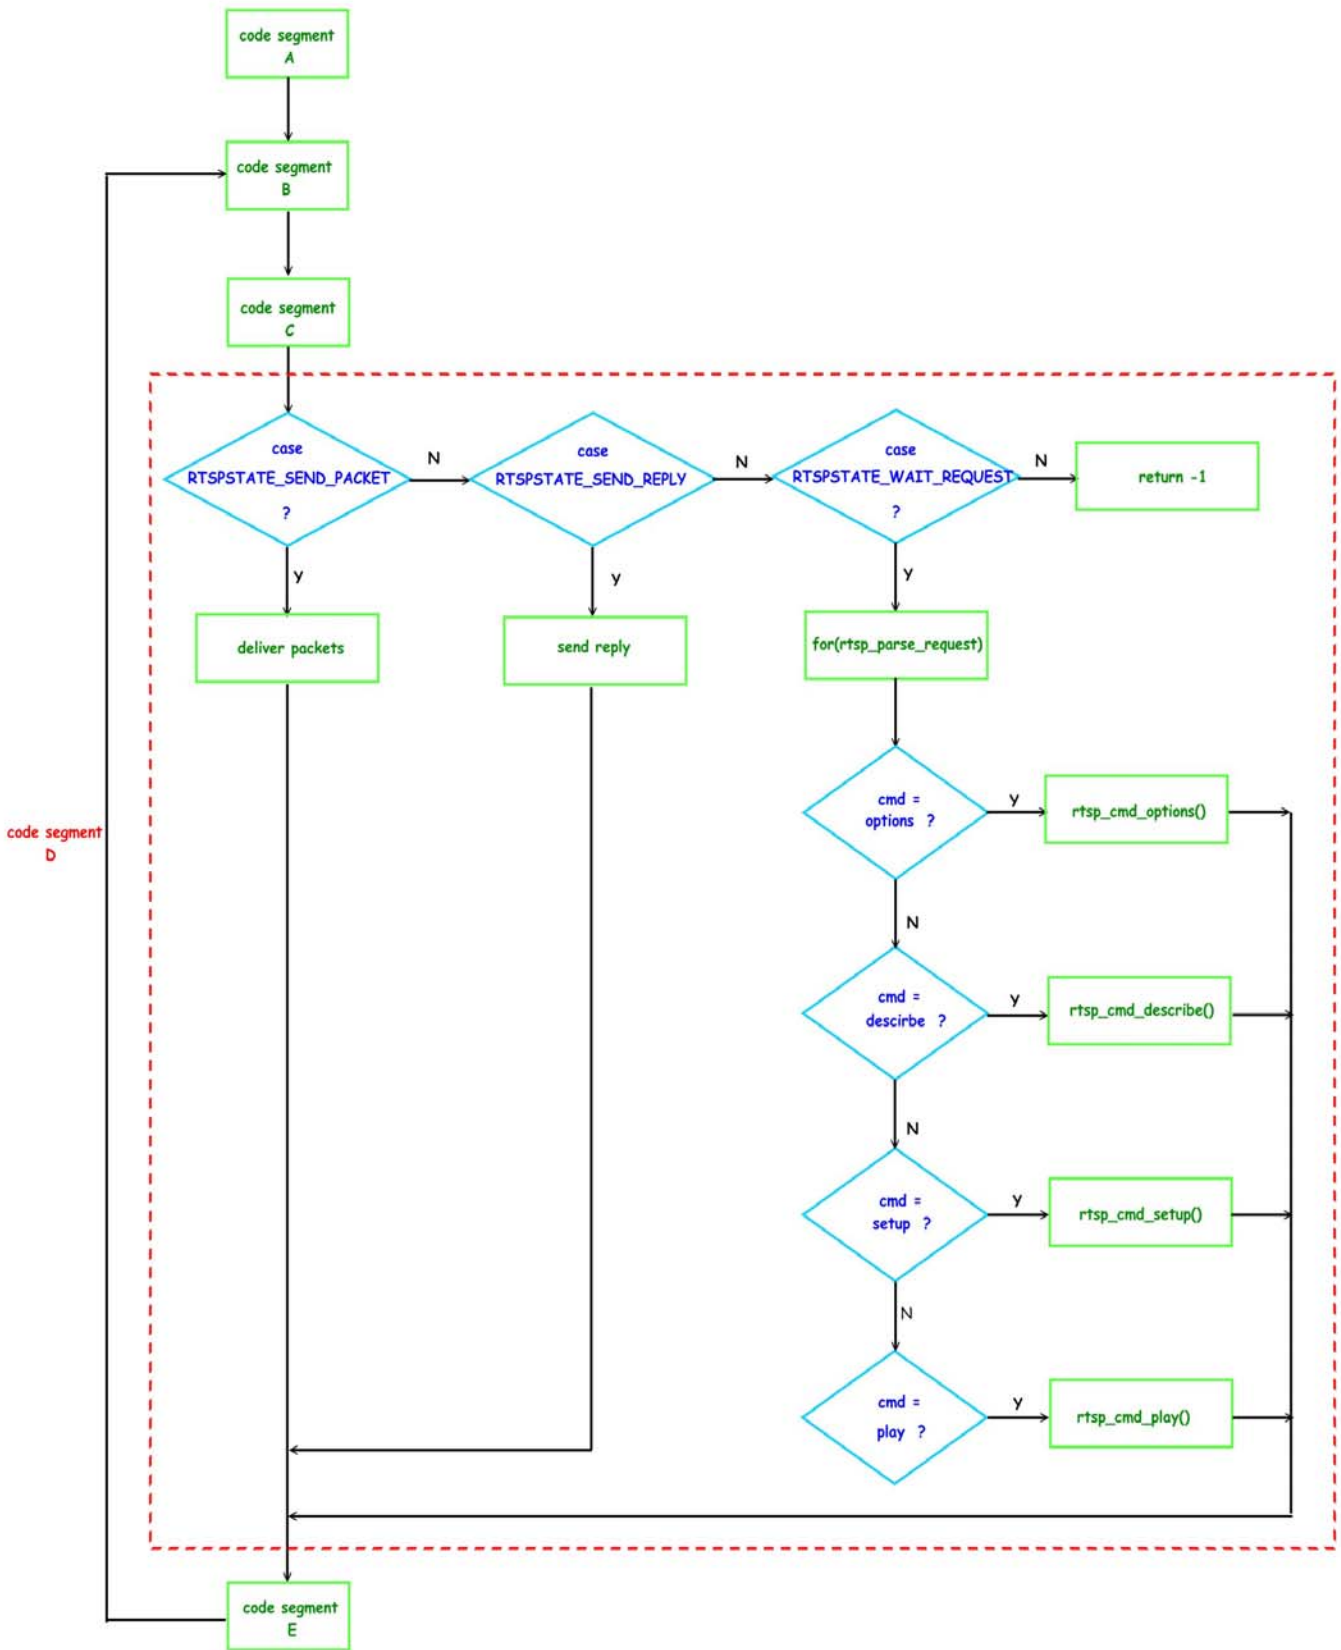 code segment
A
code segment
B
code segment
C
case
RTSPSTATE_SEND_PACKET
?
N
case
RTSPSTATE_SEND_REPLY
N
case
RTSPSTATE_WAIT_REQUEST
?
N
return -1
y
y
y
deliver packets
send reply
for(rtsp_parse_request)
cmd =
options ?
y
rtsp_cmd_options()
code segment
D
N
cmd =
descirbe ?
y
rtsp_cmd_describe()
N
cmd =
setup ?
y
rtsp_cmd_setup()
N
cmd =
play ?
y
rtsp_cmd_play()
code segment
E